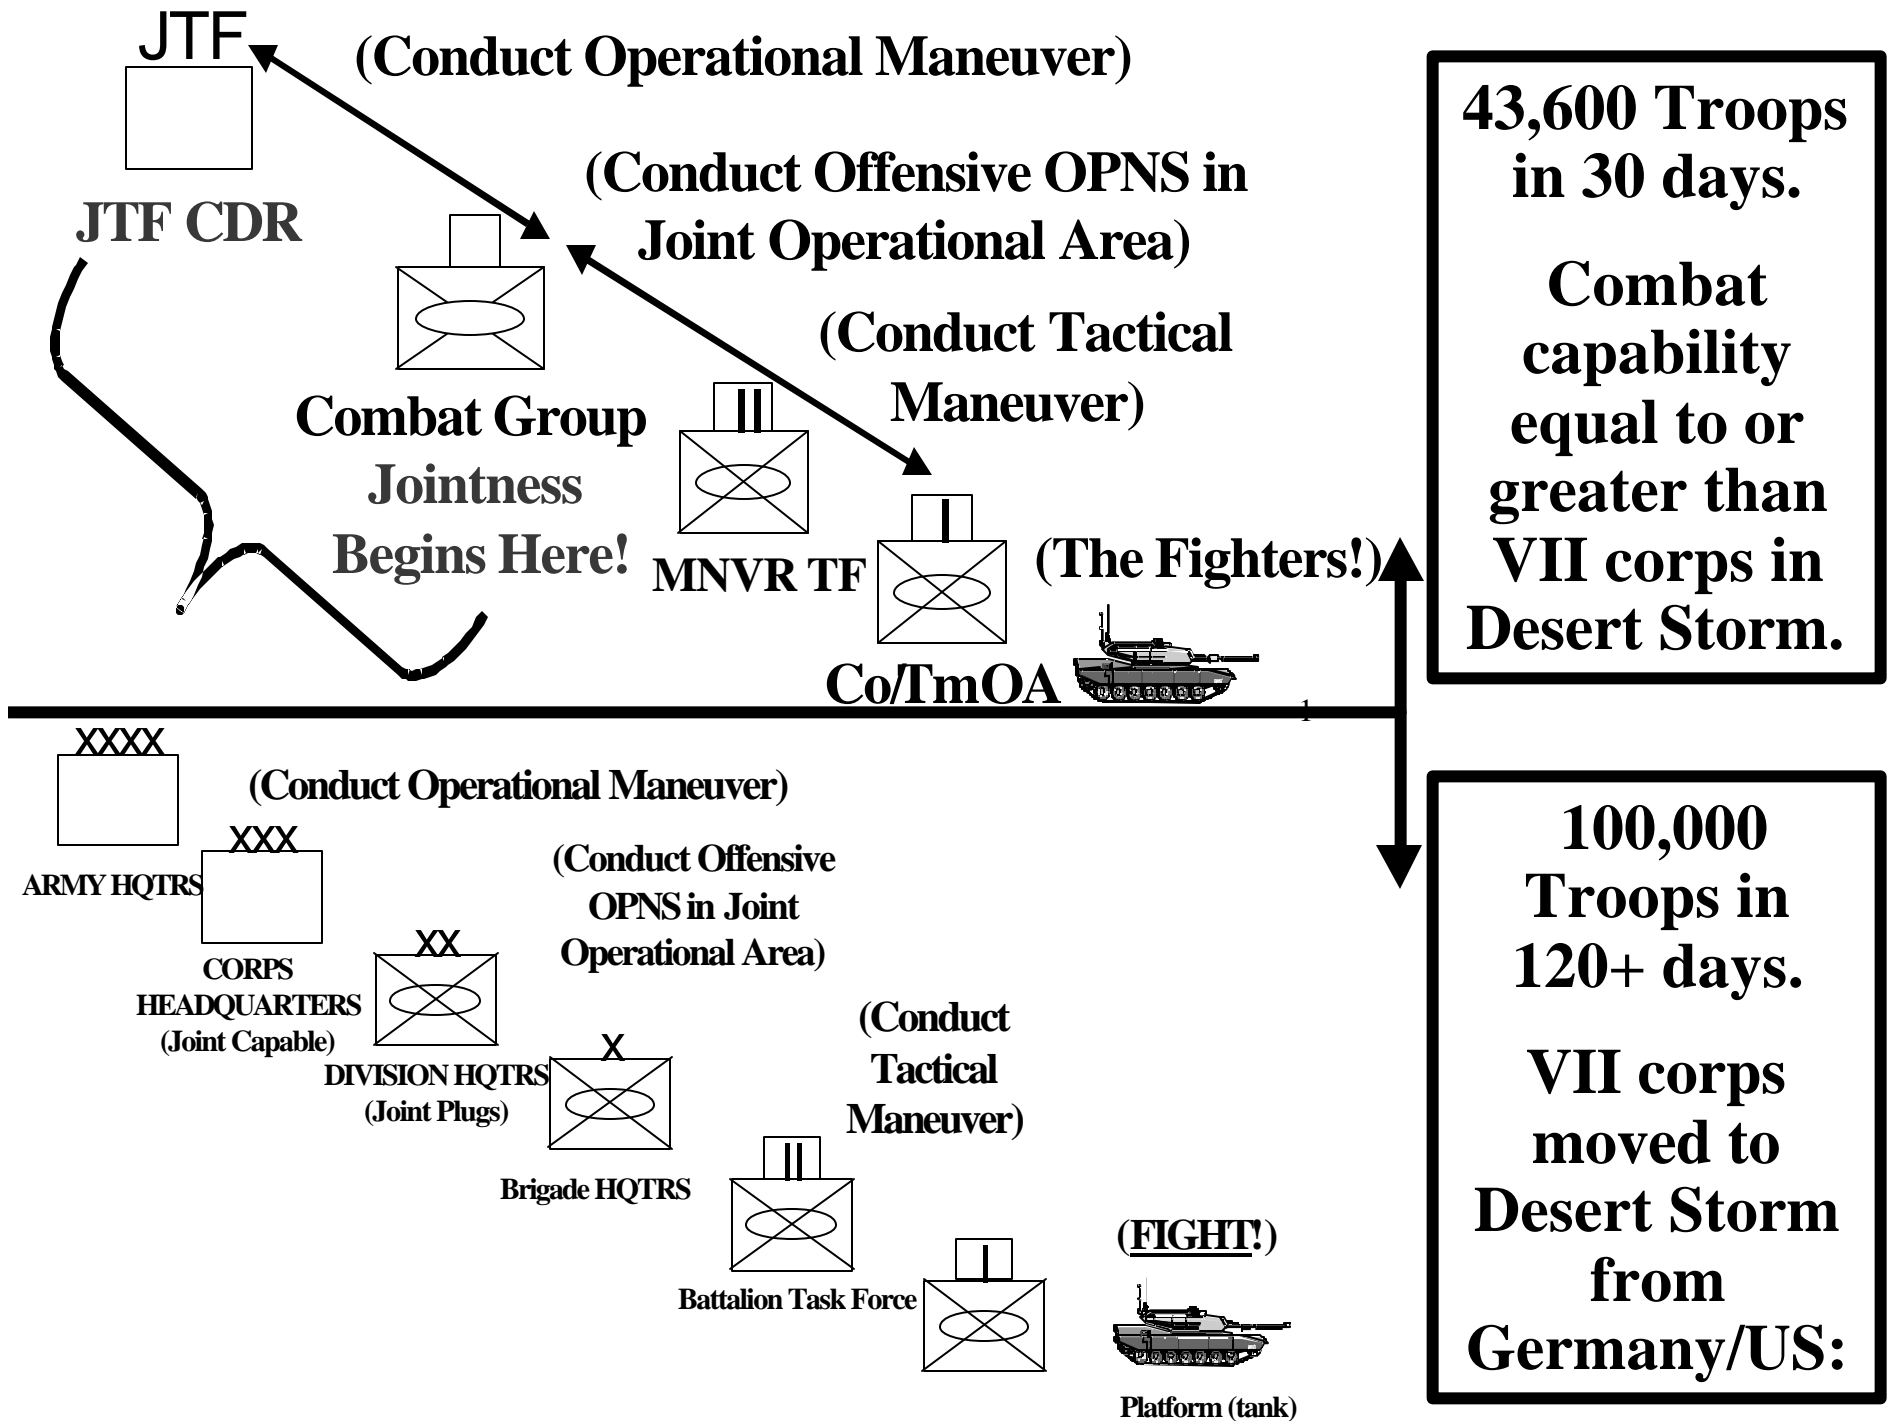 JTF
(Conduct Operational Maneuver)
JTF CDR
(Conduct Offensive OPNS in
Joint Operational Area)
(Conduct Tactical
Maneuver)
Combat Group
Jointness
Begins Here!
MNVR TF
(The Fighters!)
Co/TmOA
43,600 Troops
in 30 days.
Combat
capability
equal to or
greater than
VII corps in
Desert Storm.
1
XXXX
ARMY HQTRS
(Conduct Operational Maneuver)
XXX
CORPS
HEADQUARTERS
(Joint Capable)
(Conduct Offensive
OPNS in Joint
Operational Area)
XX
DIVISION HQTRS
(Joint Plugs)
X
Brigade HQTRS
(Conduct
Tactical
Maneuver)
Battalion Task Force
(FIGHT!)
Platform (tank)
100,000
Troops in
120+ days.
VII corps
moved to
Desert Storm
from
Germany/US: